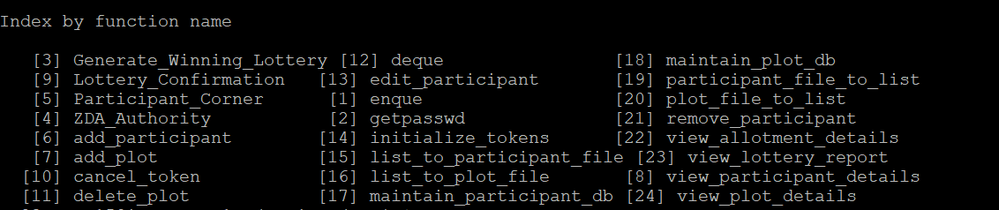 Index by function name
[3] Generate_Winning_Lottery [12] deque [18] maintain_plot_db
[9] Lottery_Confirmation [13] edit_participant [19] participant_file_to_list
[5] Participant_Corner [1] enque [20] plot_file_to_list
[4] ZDA_Authority [2] getpasswd [21] remove_participant
[6] add_participant [14] initialize_tokens [22] view_allotment_details
[7] add_plot [15] list_to_participant_file [23] view_lottery_report
[10] cancel_token [16] list_to_plot_file [8] view_participant_details
[11] delete_plot [17] maintain_participant_db [24] view_plot_details